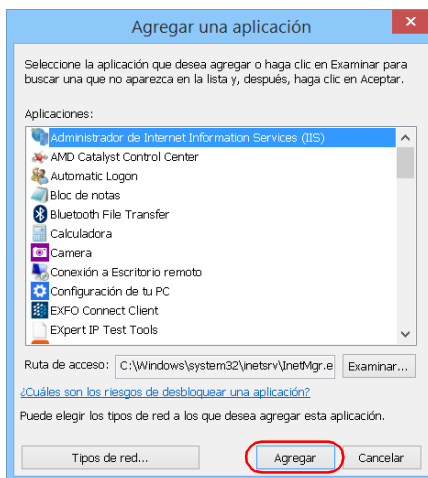 Agregar una aplicación
Seleccione la aplicación que desea agregar o haga clic en Examinar para
buscar una que no aparezca en la lista y, después, haga clic en Aceptar.
Aplicaciones:
Administrador de Internet Information Services (IIS)
AMD Catalyst Control Center
Automatic Logon
Bloc de notas
Bluetooth File Transfer
Calculadora
Camera
Conexión a Escritorio remoto
Configuración de tu PC
EXFO Connect Client
EXpert IP Test Tools
Ruta de acceso: C:\Windows\system32\inetsrv\InetMgr.e Examinar...
¿Cuáles son los riesgos de desbloquear una aplicación?
Puede elegir los tipos de red a los que desea agregar esta aplicación.
Tipos de red... Agregar Cancelar